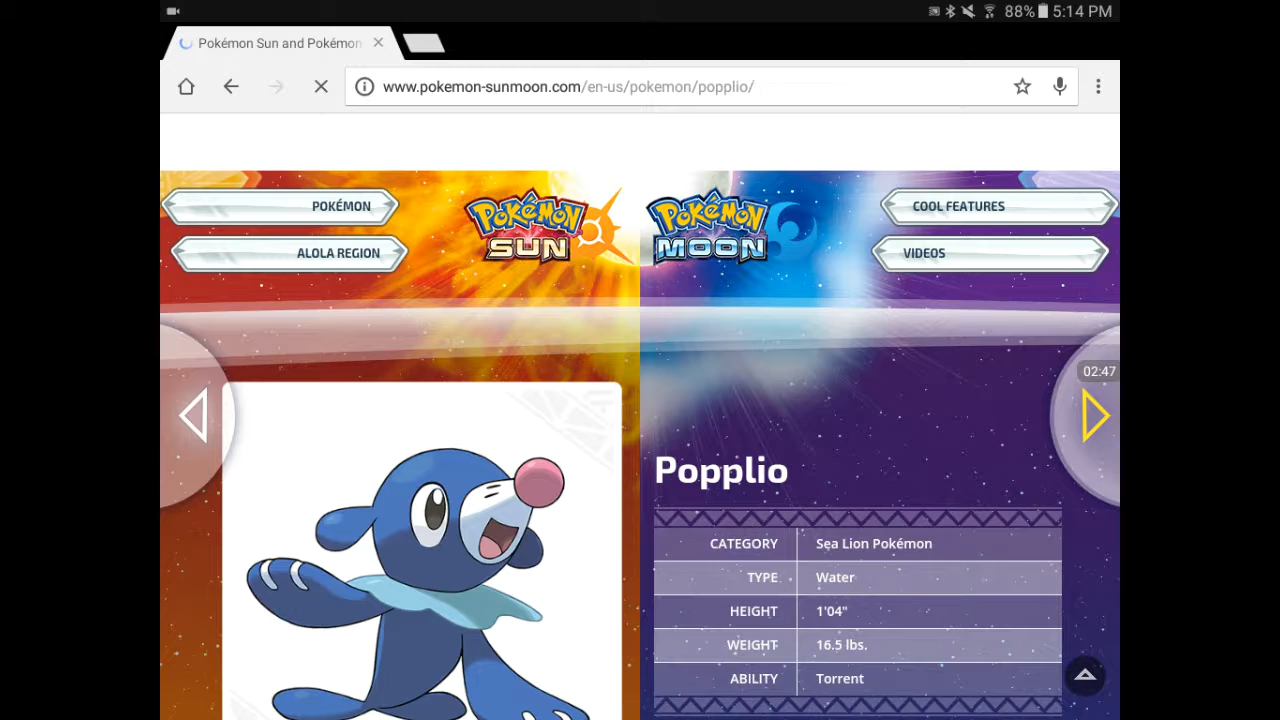 88% 5:14 PM
Pokémon Sun and Pokémon
www.pokemon-sunmoon.com/en-us/pokemon/popplio/
POKÉMON
ALOLA REGION
POKéMON
SUN
POKéMON
MOON
COOL FEATURES
VIDEOS
02:47
Popplio
CATEGORY Sea Lion Pokémon
TYPE Water
HEIGHT 1'04"
WEIGHT 16.5 lbs.
ABILITY Torrent